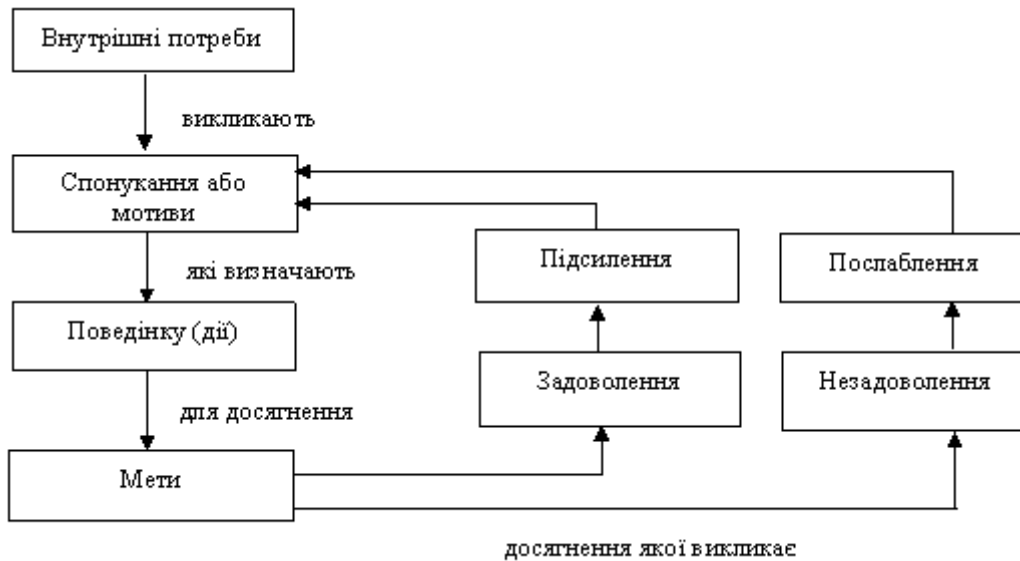 Внутрішні потреби
викликають
Спонукання або
мотиви
які визначають
Підсилення
Послаблення
Поведінку (дії)
Задоволення
Незадоволення
для досягнення
Мети
досягнення якої викликає